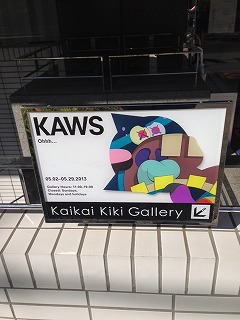 KAWS
Ohhh...
05.02-05.29.2013
Gallery Hours: 11:00-19:00
Closed: Sundays,
Mondays and holidays
Kaikai Kiki Gallery